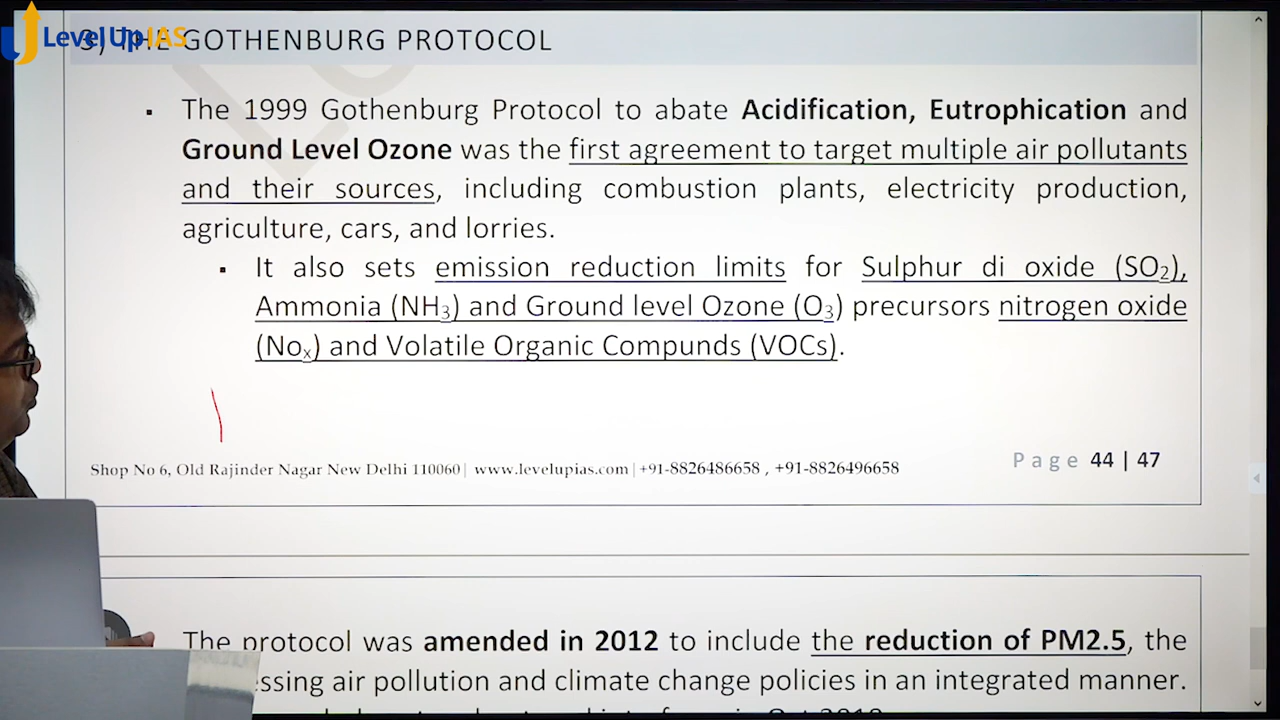 LevelUp IAS
3) THE GOTHENBURG PROTOCOL
▪ The 1999 Gothenburg Protocol to abate Acidification, Eutrophication and
Ground Level Ozone was the first agreement to target multiple air pollutants
and their sources, including combustion plants, electricity production,
agriculture, cars, and lorries.
▪ It also sets emission reduction limits for Sulphur di oxide (SO₂),
Ammonia (NH₃) and Ground level Ozone (O₃) precursors nitrogen oxide
(Noₓ) and Volatile Organic Compunds (VOCs).
Shop No 6, Old Rajinder Nagar New Delhi 110060| www.levelupias.com | +91-8826486658 , +91-8826496658
Page 44 | 47
The protocol was amended in 2012 to include the reduction of PM2.5, the
ssing air pollution and climate change policies in an integrated manner.